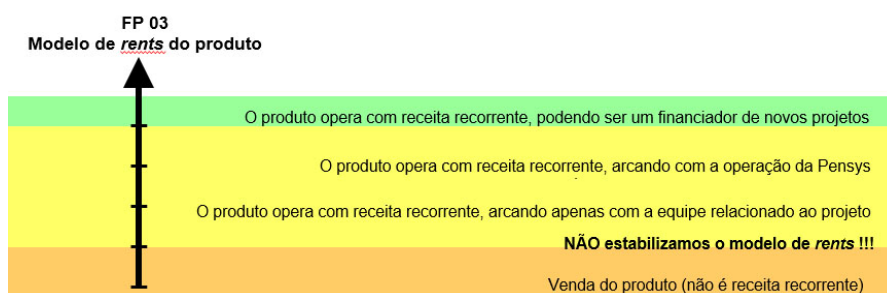 FP 03
Modelo de rents do produto
O produto opera com receita recorrente, podendo ser um financiador de novos projetos
O produto opera com receita recorrente, arcando com a operação da Pensys
O produto opera com receita recorrente, arcando apenas com a equipe relacionado ao projeto
NÃO estabilizamos o modelo de rents !!!
Venda do produto (não é receita recorrente)